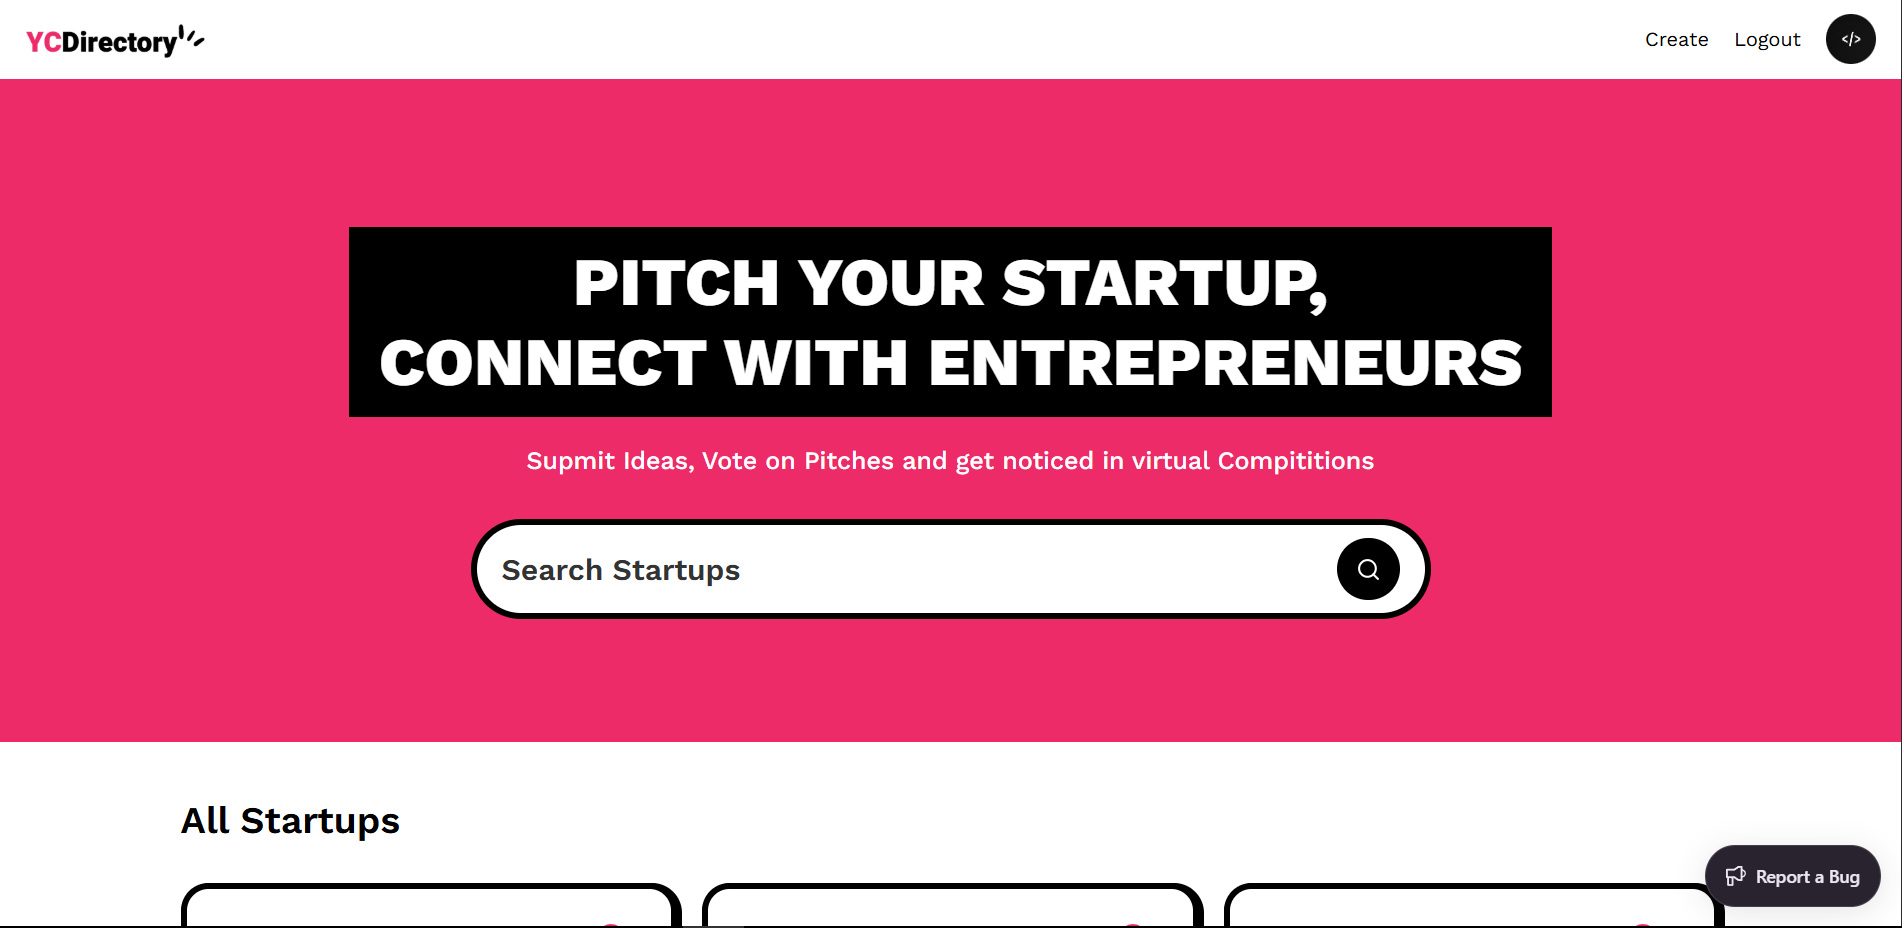 YCDirectory
Create
Logout
</>
PITCH YOUR STARTUP,
CONNECT WITH ENTREPRENEURS
Supmit Ideas, Vote on Pitches and get noticed in virtual Compititions
Search Startups
All Startups
Report a Bug